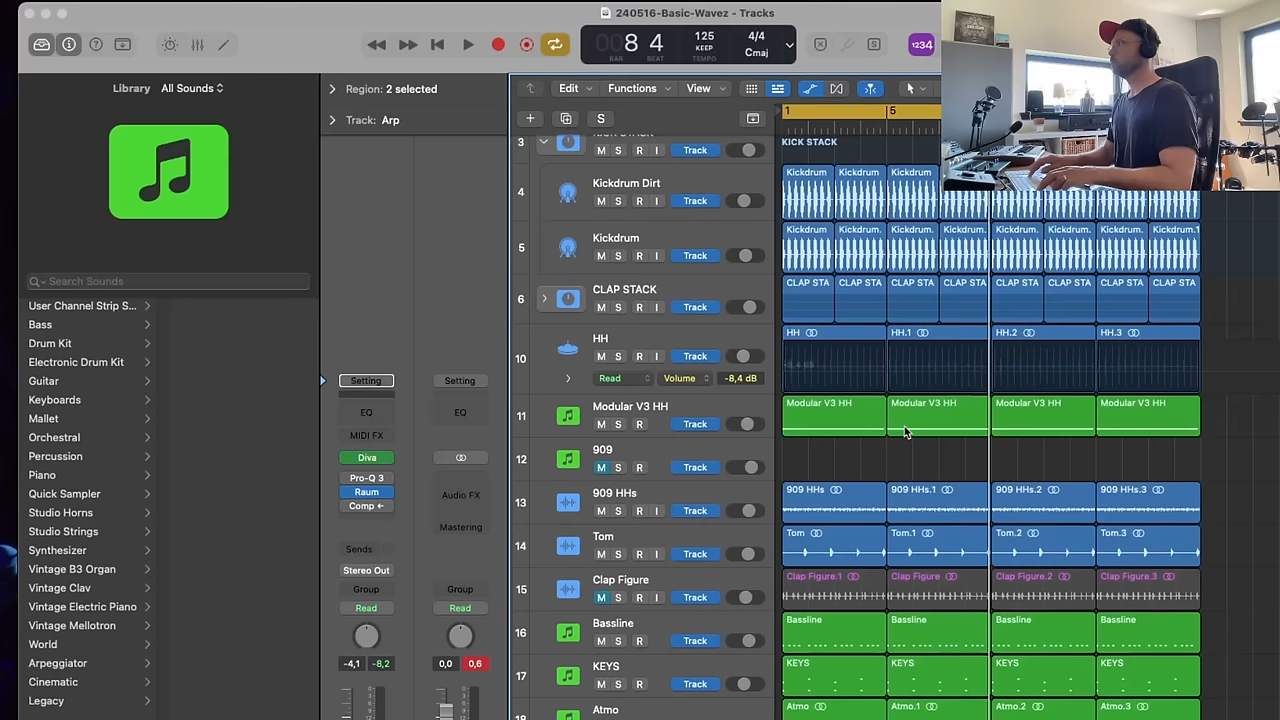 240516-Basic-Wavez - Tracks
008 4
BAR BEAT
125
KEEP
TEMPO
4/4
Cmaj
1234
Library All Sounds
Region: 2 selected
Track: Arp
Edit Functions View
S
1 5
Search Sounds
User Channel Strip S...
Bass
Drum Kit
Electronic Drum Kit
Guitar
Keyboards
Mallet
Orchestral
Percussion
Piano
Quick Sampler
Studio Horns
Studio Strings
Synthesizer
Vintage B3 Organ
Vintage Clav
Vintage Electric Piano
Vintage Mellotron
World
Arpeggiator
Cinematic
Legacy
Setting Setting
EQ EQ
MIDI FX
Diva
Pro-Q 3
Raum
Comp ←
Audio FX
Mastering
Sends
Stereo Out
Group Group
Read Read
-4,1 -8,2 0,0 0,6
3 M S R I Track KICK STACK
4 Kickdrum Dirt
M S R I Track
Kickdrum Kickdrum Kickdrum
5 Kickdrum
M S R I Track
Kickdrum. Kickdrum. Kickdrum. Kickdrum. Kickdrum. Kickdrum. Kickdrum. Kickdrum.1
6 CLAP STACK
M S R I Track
CLAP STA CLAP STA CLAP STA CLAP STA CLAP STA CLAP STA CLAP STA CLAP STA
10 HH
M S R I Track
Read Volume -8,4 dB
HH HH.1 HH.2 HH.3
-8,4 dB
11 Modular V3 HH
M S R Track
Modular V3 HH Modular V3 HH Modular V3 HH Modular V3 HH
12 909
M S R Track
13 909 HHs
M S R I Track
909 HHs 909 HHs.1 909 HHs.2 909 HHs.3
14 Tom
M S R I Track
Tom Tom.1 Tom.2 Tom.3
15 Clap Figure
M S R I Track
Clap Figure.1 Clap Figure Clap Figure.2 Clap Figure.3
16 Bassline
M S R Track
Bassline Bassline Bassline Bassline
17 KEYS
M S R Track
KEYS KEYS KEYS KEYS
18 Atmo
Atmo Atmo.1 Atmo.2 Atmo.3